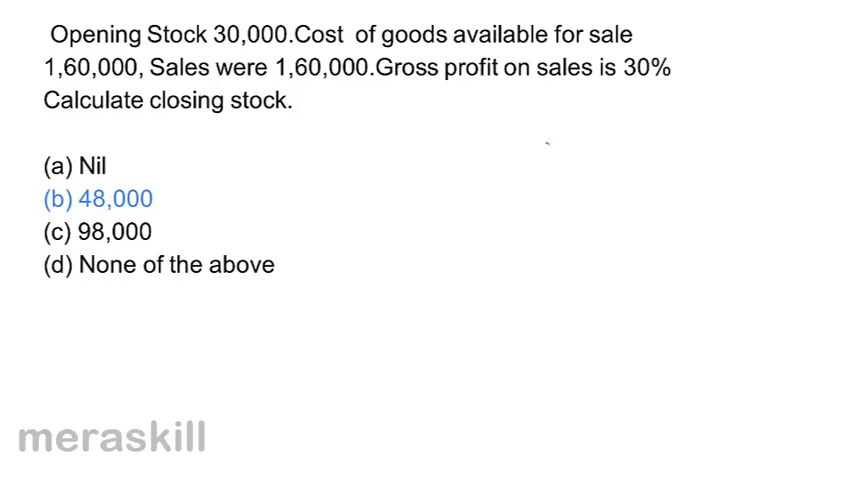 Opening Stock 30,000.Cost of goods available for sale
1,60,000, Sales were 1,60,000.Gross profit on sales is 30%
Calculate closing stock.
(a) Nil
(b) 48,000
(c) 98,000
(d) None of the above
meraskill